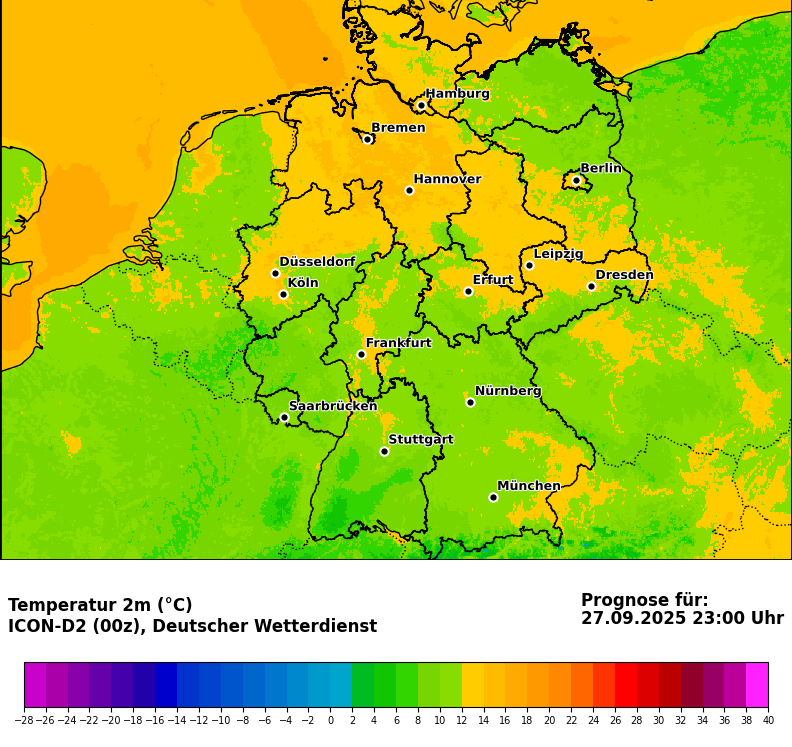 Hamburg
Bremen
Berlin
Hannover
Leipzig
Düsseldorf
Dresden
Köln
Erfurt
Frankfurt
Nürnberg
Saarbrücken
Stuttgart
München
Temperatur 2m (°C)
ICON-D2 (00z), Deutscher Wetterdienst
Prognose für:
27.09.2025 23:00 Uhr
−28 −26 −24 −22 −20 −18 −16 −14 −12 −10 −8 −6 −4 −2 0 2 4 6 8 10 12 14 16 18 20 22 24 26 28 30 32 34 36 38 40